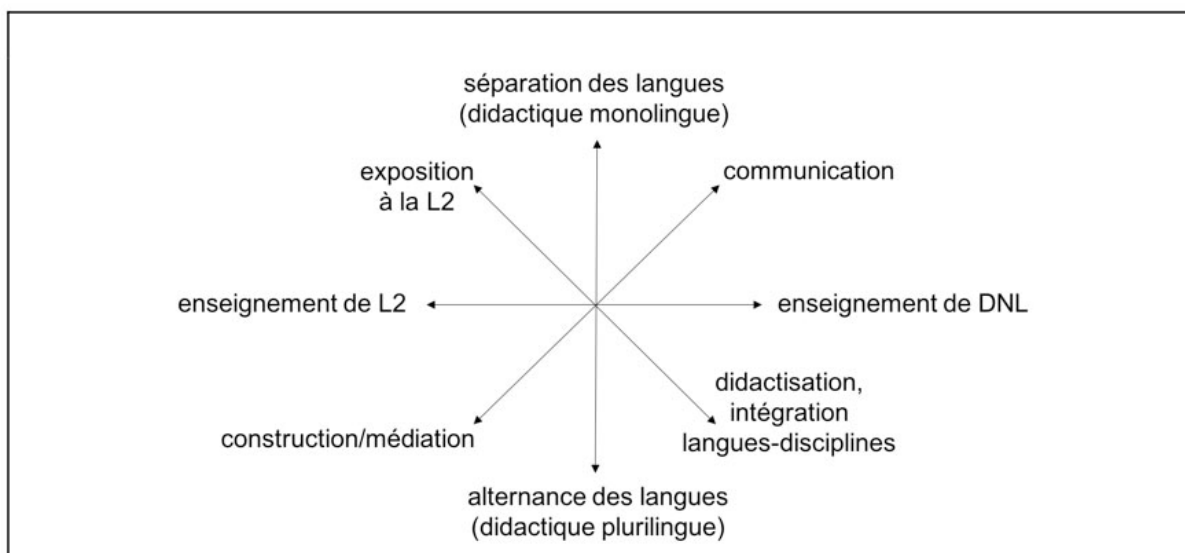 séparation des langues
(didactique monolingue)
exposition
à la L2
communication
enseignement de L2
enseignement de DNL
didactisation,
intégration
langues-disciplines
construction/médiation
alternance des langues
(didactique plurilingue)